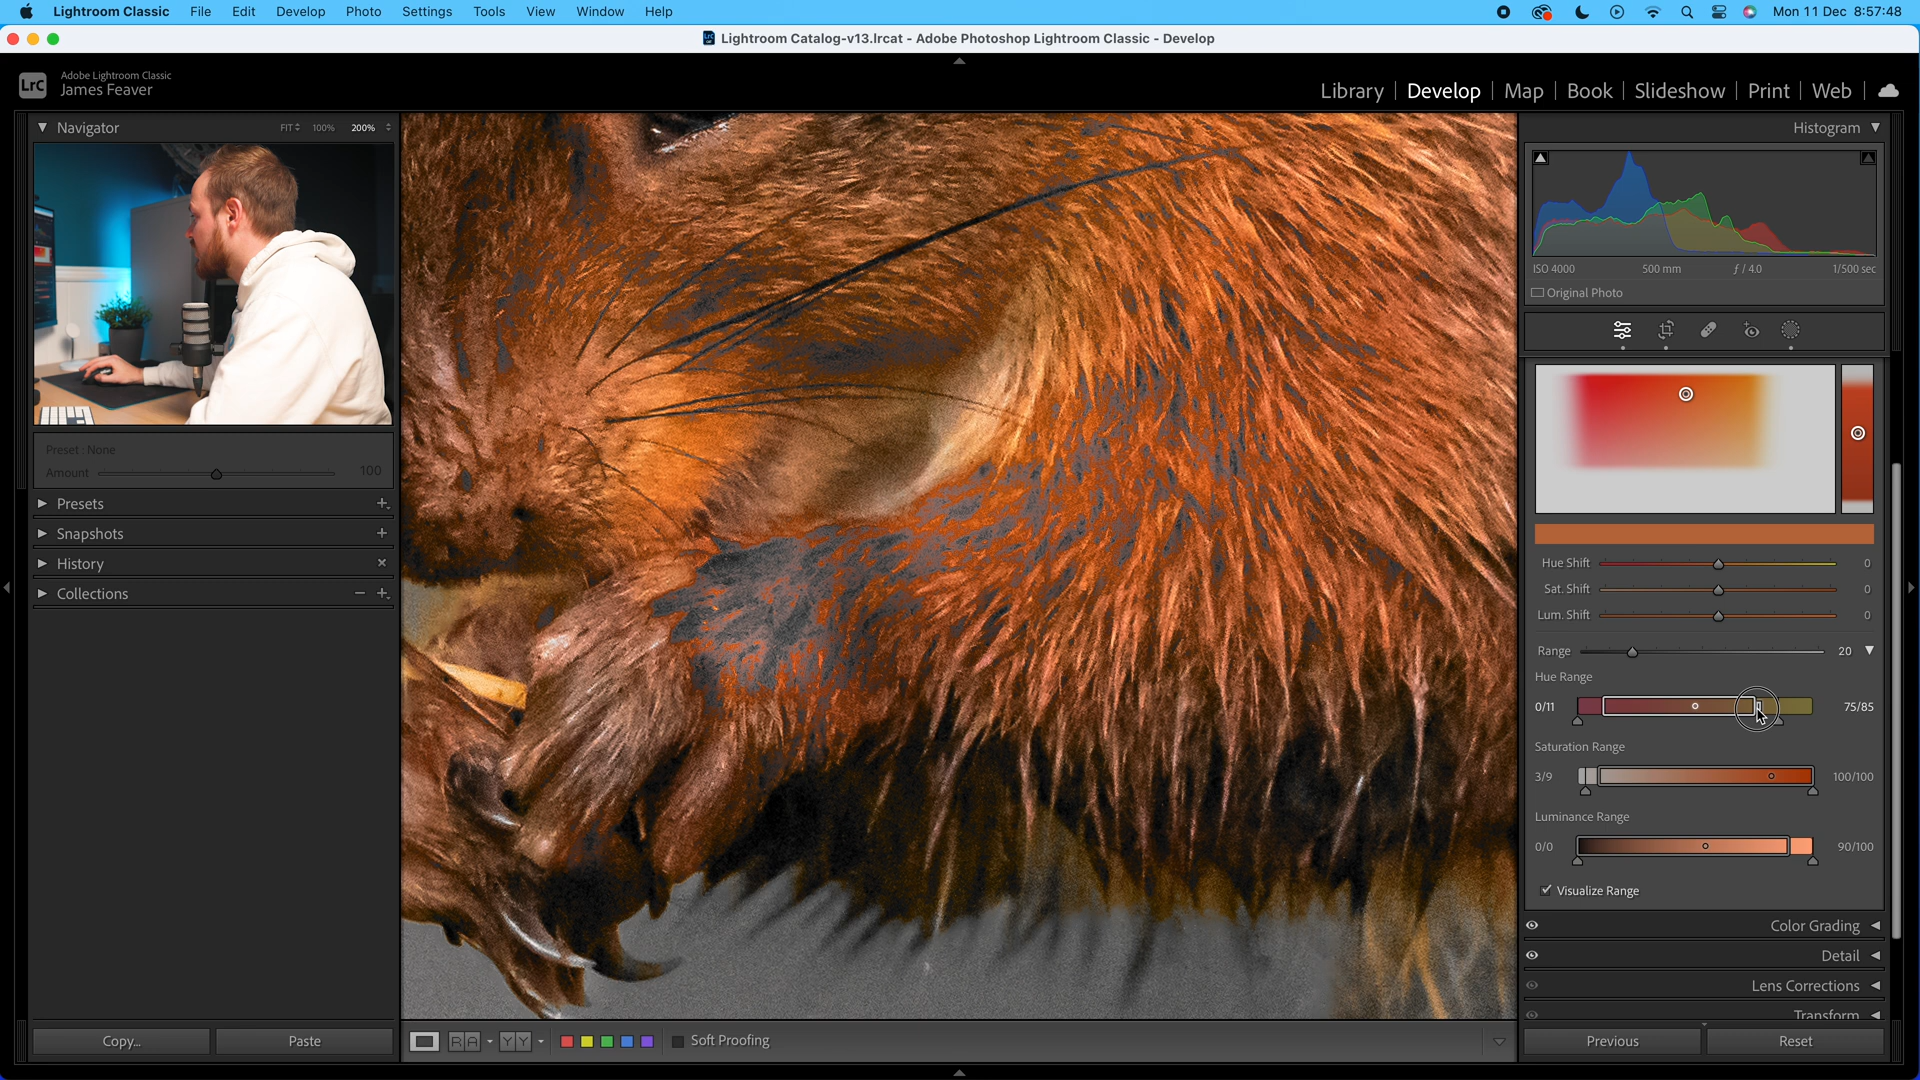 Lightroom Classic File Edit Develop Photo Settings Tools View Window Help Mon 11 Dec 8:57:48
Lightroom Catalog-v13.lrcat - Adobe Photoshop Lightroom Classic - Develop
LrC Adobe Lightroom Classic
James Feaver
Library Develop Map Book Slideshow Print Web
Navigator FIT 100% 200%
Histogram
ISO 4000 500 mm ƒ / 4.0 1/500 sec
Original Photo
Preset : None
Amount 100
Presets
Snapshots
History
Collections
Hue Shift 0
Sat. Shift 0
Lum. Shift 0
Range 20
Hue Range
0/11 75/85
Saturation Range
3/9 100/100
Luminance Range
0/0 90/100
Visualize Range
Color Grading
Detail
Lens Corrections
Transform
Copy... Paste
R A Y Y Soft Proofing
Previous Reset